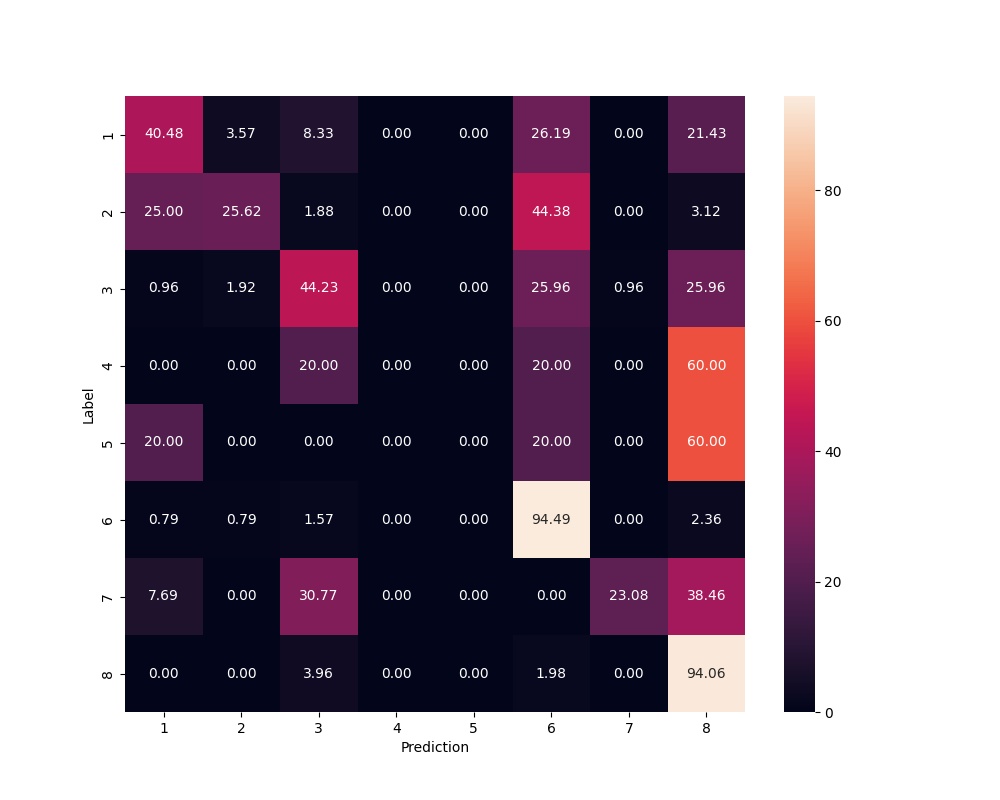 1 40.48 3.57 8.33 0.00 0.00 26.19 0.00 21.43
2 25.00 25.62 1.88 0.00 0.00 44.38 0.00 3.12
3 0.96 1.92 44.23 0.00 0.00 25.96 0.96 25.96
4 0.00 0.00 20.00 0.00 0.00 20.00 0.00 60.00
5 20.00 0.00 0.00 0.00 0.00 20.00 0.00 60.00
6 0.79 0.79 1.57 0.00 0.00 94.49 0.00 2.36
7 7.69 0.00 30.77 0.00 0.00 0.00 23.08 38.46
8 0.00 0.00 3.96 0.00 0.00 1.98 0.00 94.06
1 2 3 4 5 6 7 8
Prediction
Label
80
60
40
20
0